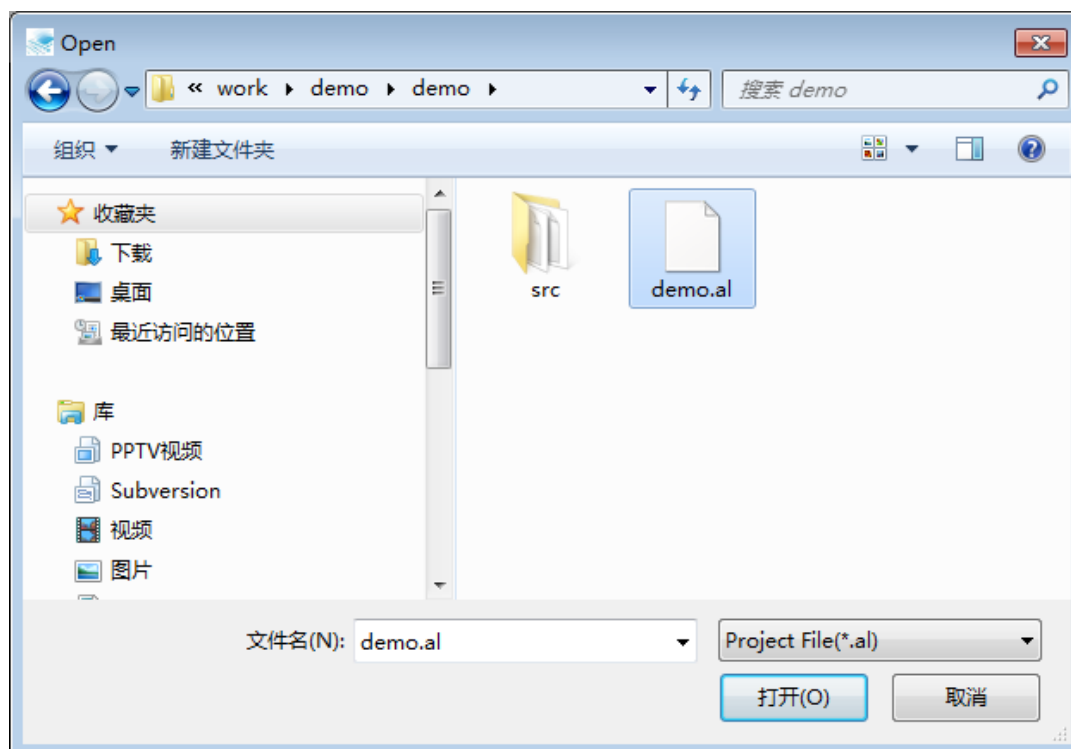 Open
« work ▸ demo ▸ demo ▸
搜索 demo
组织
新建文件夹
收藏夹
下载
桌面
最近访问的位置
库
PPTV视频
Subversion
视频
图片
src
demo.al
文件名(N): demo.al
Project File(*.al)
打开(O)
取消